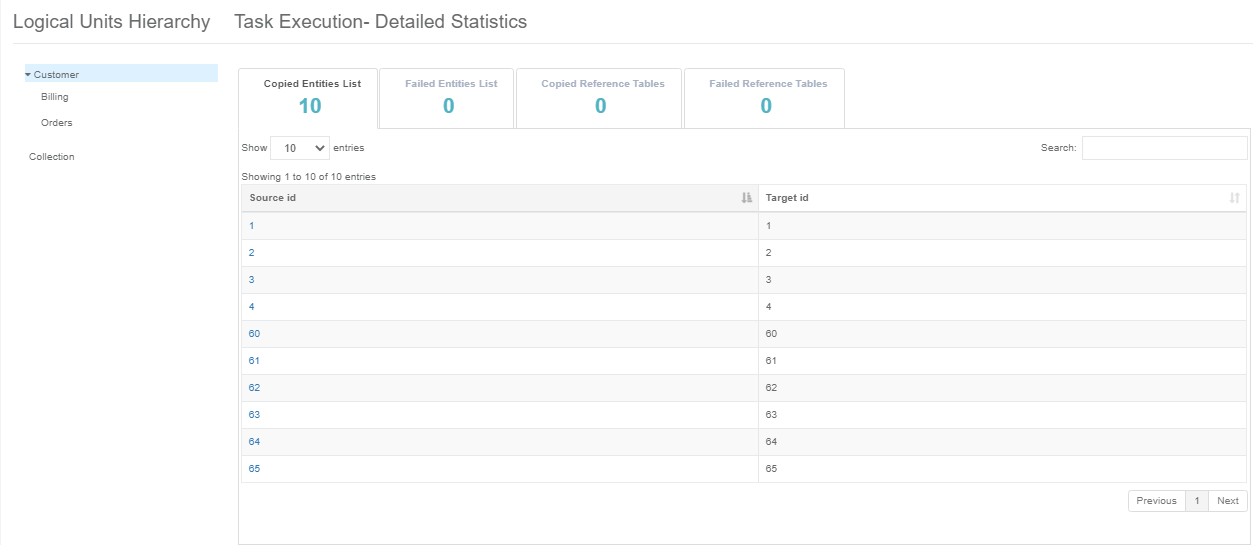 Logical Units Hierarchy Task Execution- Detailed Statistics
Customer
Billing
Orders
Collection
Copied Entities List Failed Entities List Copied Reference Tables Failed Reference Tables
10 0 0 0
Show 10 entries Search:
Showing 1 to 10 of 10 entries
Source id Target id
1 1
2 2
3 3
4 4
60 60
61 61
62 62
63 63
64 64
65 65
Previous 1 Next